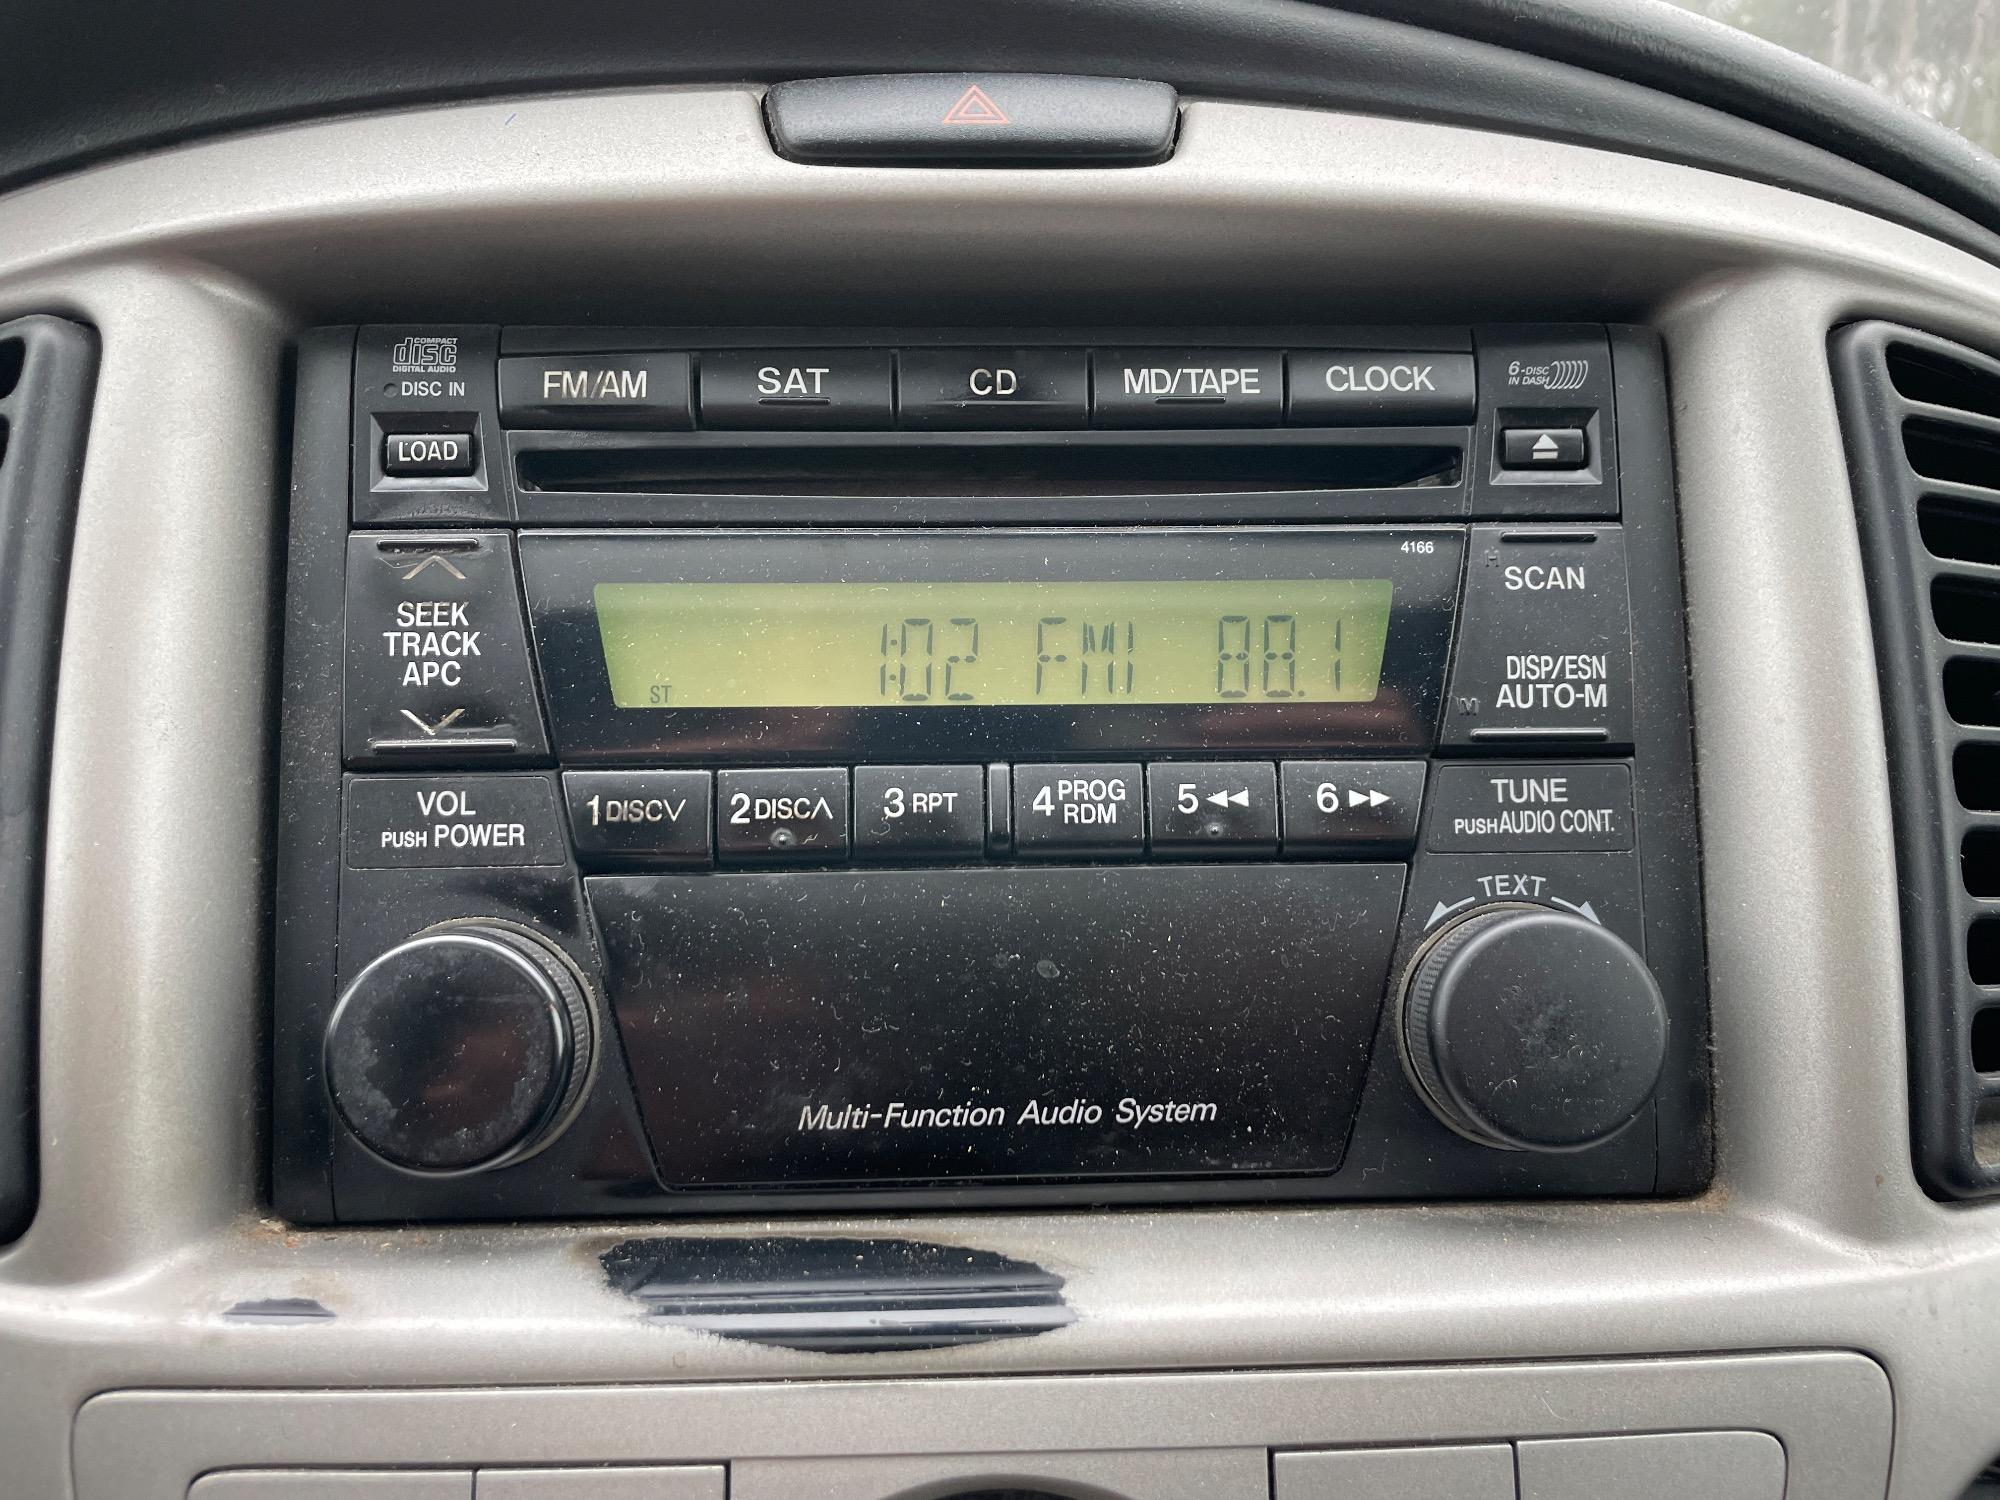 COMPACT
disc
DIGITAL AUDIO
DISC IN
LOAD
FM/AM
SAT
CD
MD/TAPE
CLOCK
6-DISC
IN DASH
4166
SEEK
TRACK
APC
ST
1:02 FM1 88.1
H
SCAN
DISP/ESN
AUTO-M
M
VOL
PUSH POWER
1 DISC
2 DISC
3 RPT
4 PROG
RDM
5
6
TUNE
PUSH AUDIO CONT.
TEXT
Multi-Function Audio System